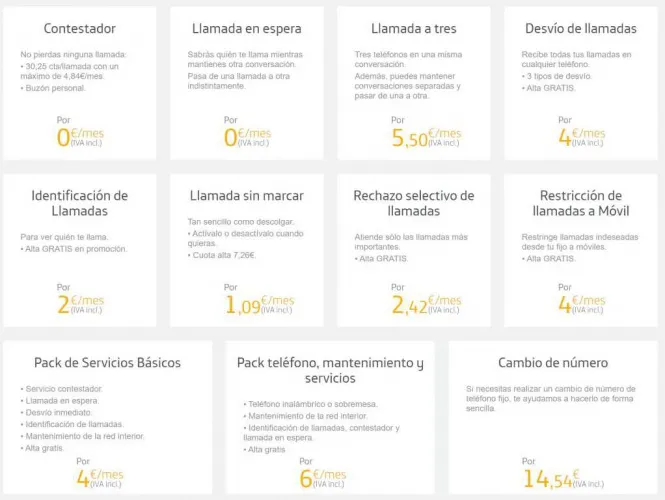 Contestador
No pierdas ninguna llamada:
• 30,25 cts/llamada con un
máximo de 4,84€/mes.
• Buzón personal.
Por
0€/mes
(IVA incl.)
Llamada en espera
Sabrás quién te llama mientras
mantienes otra conversación.
Pasa de una llamada a otra
indistintamente.
Por
0€/mes
(IVA incl.)
Llamada a tres
Tres teléfonos en una misma
conversación.
Además, puedes mantener
conversaciones separadas y
pasar de una a otra.
Por
5,50€/mes
(IVA incl.)
Desvío de llamadas
Recibe todas tus llamadas en
cualquier teléfono.
• 3 tipos de desvío.
• Alta GRATIS.
Por
4€/mes
(IVA incl.)
Identificación de
Llamadas
Para ver quién te llama.
• Alta GRATIS en promoción.
Por
2€/mes
(IVA incl.)
Llamada sin marcar
Tan sencillo como descolgar.
• Actívalo o desactívalo cuando
quieras.
• Cuota alta 7,26€.
Por
1,09€/mes
(IVA incl.)
Rechazo selectivo de
llamadas
Atiende sólo las llamadas más
importantes.
• Alta GRATIS
Por
2,42€/mes
(IVA incl.)
Restricción de
llamadas a Móvil
Restringe llamadas indeseadas
desde tu fijo a móviles.
• Alta GRATIS.
Por
4€/mes
(IVA incl.)
Pack de Servicios Básicos
• Servicio contestador.
• Llamada en espera.
• Desvío inmediato.
• Identificación de llamadas.
• Mantenimiento de la red interior.
• Alta gratis.
Por
4€/mes
(IVA incl.)
Pack teléfono, mantenimiento y
servicios
• Teléfono inalámbrico o sobremesa.
• Mantenimiento de la red interior.
• Identificación de llamadas, contestador y
llamada en espera.
• Alta gratis
Por
6€/mes
(IVA incl.)
Cambio de número
Si necesitas realizar un cambio de número de
teléfono fijo, te ayudamos a hacerlo de forma
sencilla.
Por
14,54€
(IVA incl.)